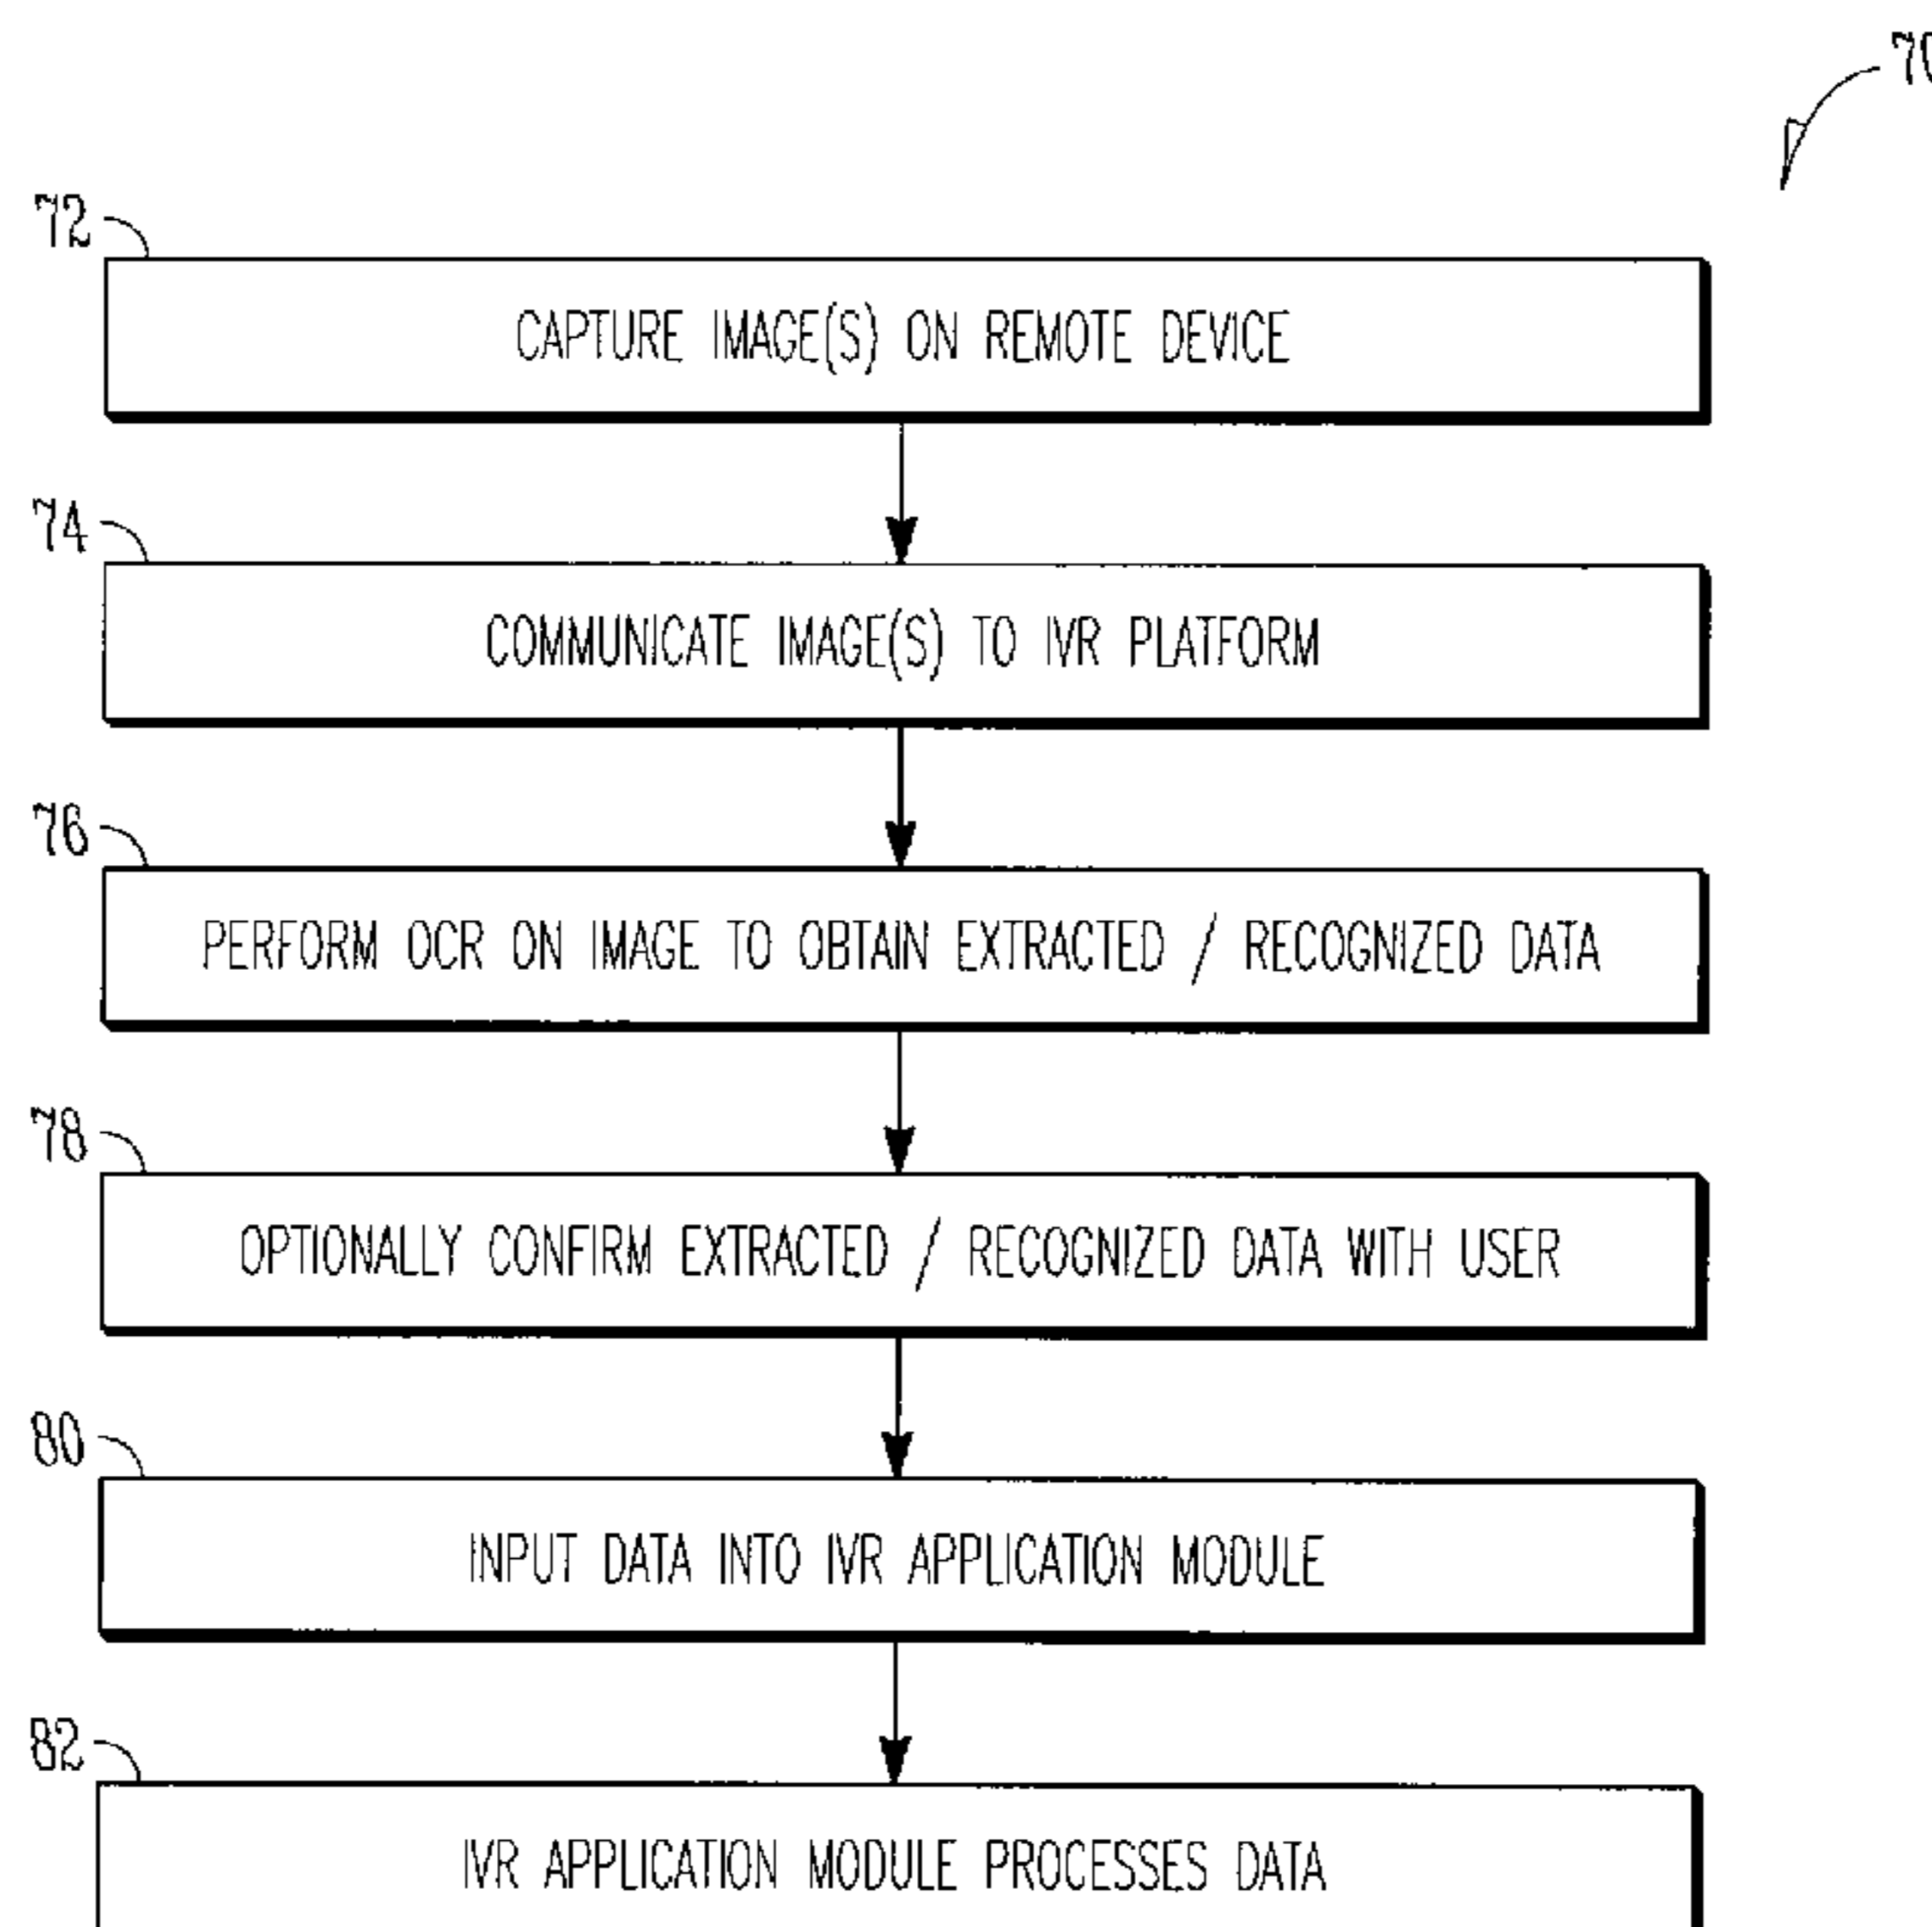 70
72
CAPTURE IMAGE(S) ON REMOTE DEVICE
74
COMMUNICATE IMAGE(S) TO IVR PLATFORM
76
PERFORM OCR ON IMAGE TO OBTAIN EXTRACTED / RECOGNIZED DATA
78
OPTIONALLY CONFIRM EXTRACTED / RECOGNIZED DATA WITH USER
80
INPUT DATA INTO IVR APPLICATION MODULE
82
IVR APPLICATION MODULE PROCESSES DATA